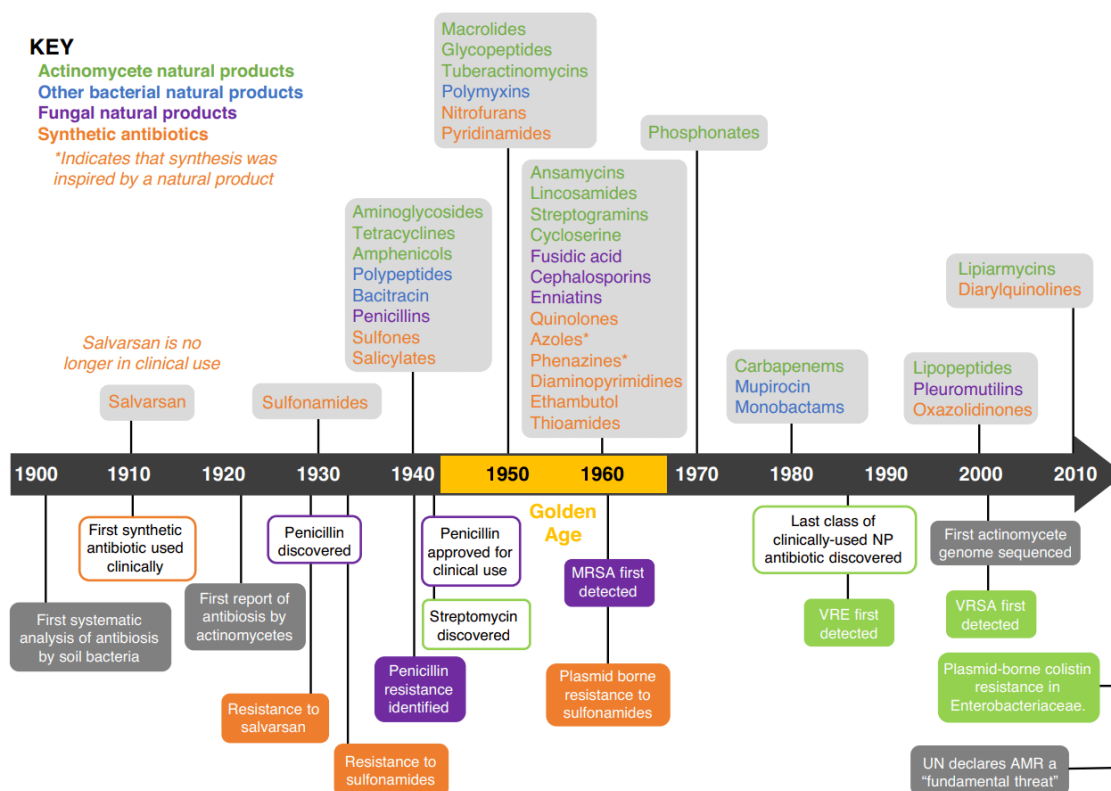 KEY
Actinomycete natural products
Other bacterial natural products
Fungal natural products
Synthetic antibiotics
*Indicates that synthesis was
inspired by a natural product
Salvarsan is no
longer in clinical use
Salvarsan
Sulfonamides
Aminoglycosides
Tetracyclines
Amphenicols
Polypeptides
Bacitracin
Penicillins
Sulfones
Salicylates
Macrolides
Glycopeptides
Tuberactinomycins
Polymyxins
Nitrofurans
Pyridinamides
Ansamycins
Lincosamides
Streptogramins
Cycloserine
Fusidic acid
Cephalosporins
Enniatins
Quinolones
Azoles*
Phenazines*
Diaminopyrimidines
Ethambutol
Thioamides
Phosphonates
Carbapenems
Mupirocin
Monobactams
Lipopeptides
Pleuromutilins
Oxazolidinones
Lipiarmycins
Diarylquinolines
1900 1910 1920 1930 1940 1950 1960 1970 1980 1990 2000 2010
Golden
Age
First systematic
analysis of antibiosis
by soil bacteria
First synthetic
antibiotic used
clinically
First report of
antibiosis by
actinomycetes
Penicillin
discovered
Resistance to
salvarsan
Resistance to
sulfonamides
Penicillin
resistance
identified
Penicillin
approved for
clinical use
Streptomycin
discovered
MRSA first
detected
Plasmid borne
resistance to
sulfonamides
Last class of
clinically-used NP
antibiotic discovered
VRE first
detected
First actinomycete
genome sequenced
VRSA first
detected
Plasmid-borne colistin
resistance in
Enterobacteriaceae.
UN declares AMR a
“fundamental threat”